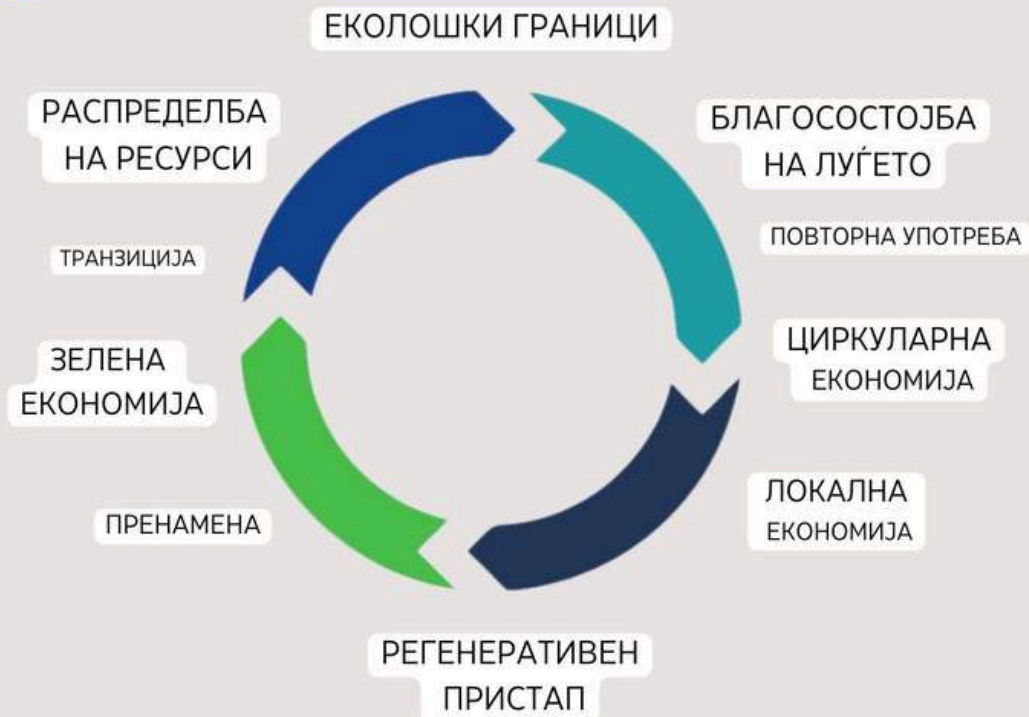 ЕКОЛОШКИ ГРАНИЦИ
РАСПРЕДЕЛБА
НА РЕСУРСИ
БЛАГОСОСТОЈБА
НА ЛУЃЕТО
ТРАНЗИЦИЈА
ПОВТОРНА УПОТРЕБА
ЗЕЛЕНА
ЕКОНОМИЈА
ЦИРКУЛАРНА
ЕКОНОМИЈА
ПРЕНАМЕНА
ЛОКАЛНА
ЕКОНОМИЈА
РЕГЕНЕРАТИВЕН
ПРИСТАП